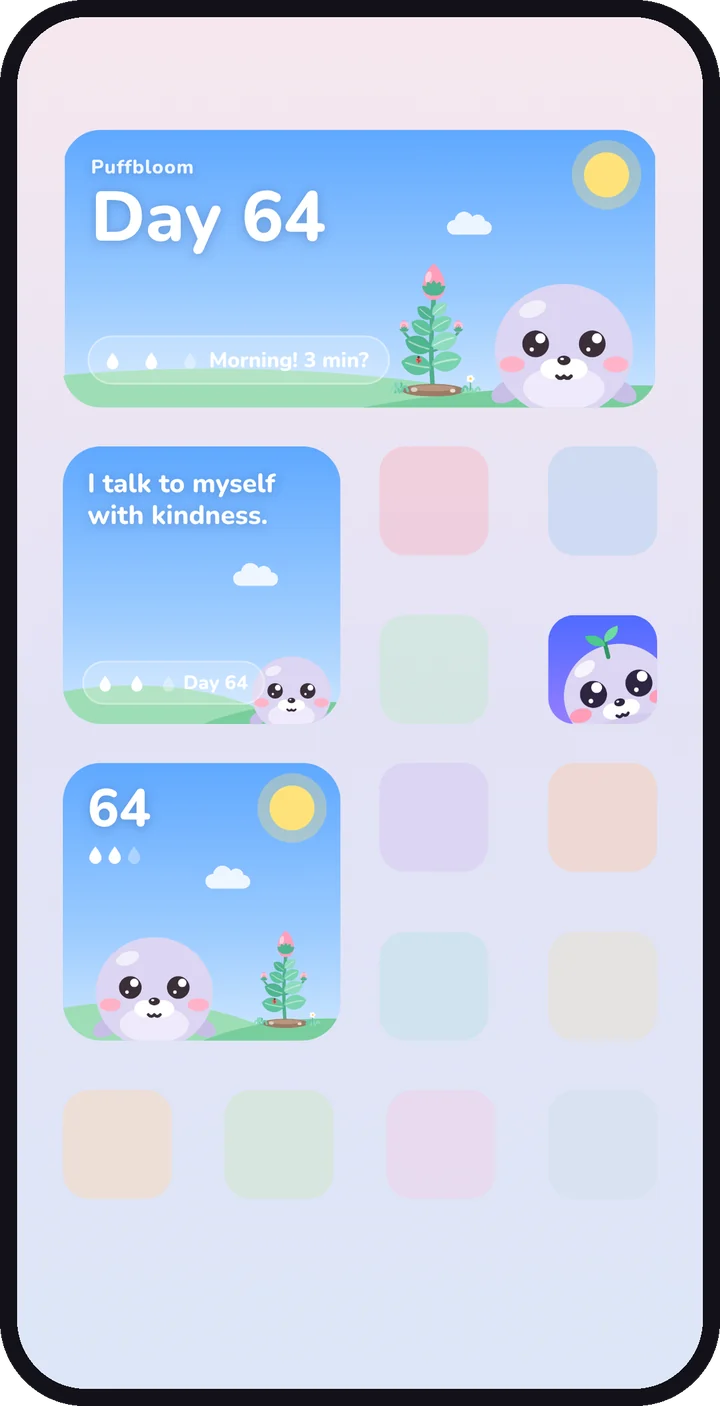 Puffbloom
Day 64
Morning! 3 min?
I talk to myself
with kindness.
Day 64
64